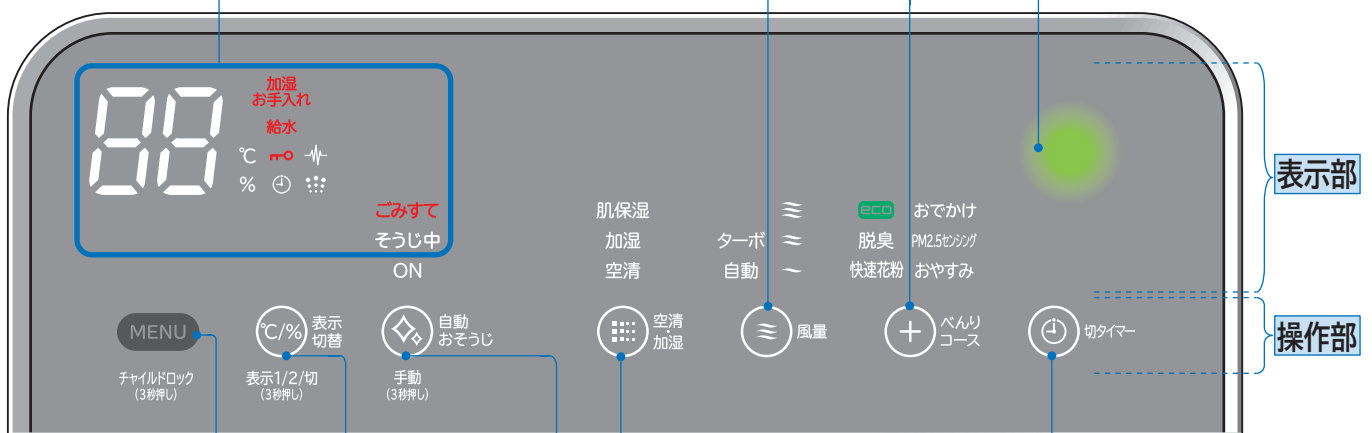 88
加湿
お手入れ
給水
℃
%
ごみすて
そうじ中
ON
肌保湿
加湿
空清
ターボ
自動
eco おでかけ
脱臭 PM2.5センシング
快速花粉 おやすみ
表示部
MENU
チャイルドロック
(3秒押し)
℃/% 表示
切替
表示1/2/切
(3秒押し)
自動
おそうじ
手動
(3秒押し)
空清
・
加湿
風量
べんり
コース
切タイマー
操作部